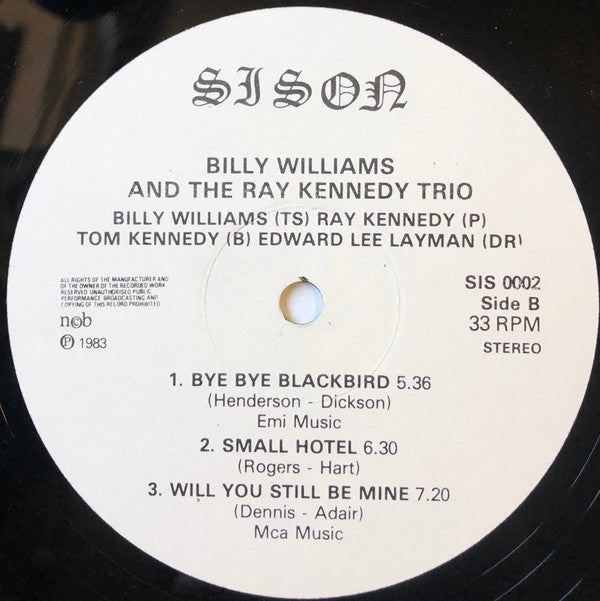 SISON
BILLY WILLIAMS
AND THE RAY KENNEDY TRIO
BILLY WILLIAMS (TS) RAY KENNEDY (P)
TOM KENNEDY (B) EDWARD LEE LAYMAN (DR)
ALL RIGHTS OF THE MANUFACTURER AND
OF THE OWNER OF THE RECORDED WORK
RESERVED UNAUTHORISED PUBLIC
PERFORMANCE BROADCASTING AND
COPYING OF THIS RECORD PROHIBITED
n©b
℗ 1983
SIS 0002
Side B
33 RPM
STEREO
1. BYE BYE BLACKBIRD 5.36
(Henderson - Dickson)
Emi Music
2. SMALL HOTEL 6.30
(Rogers - Hart)
3. WILL YOU STILL BE MINE 7.20
(Dennis - Adair)
Mca Music